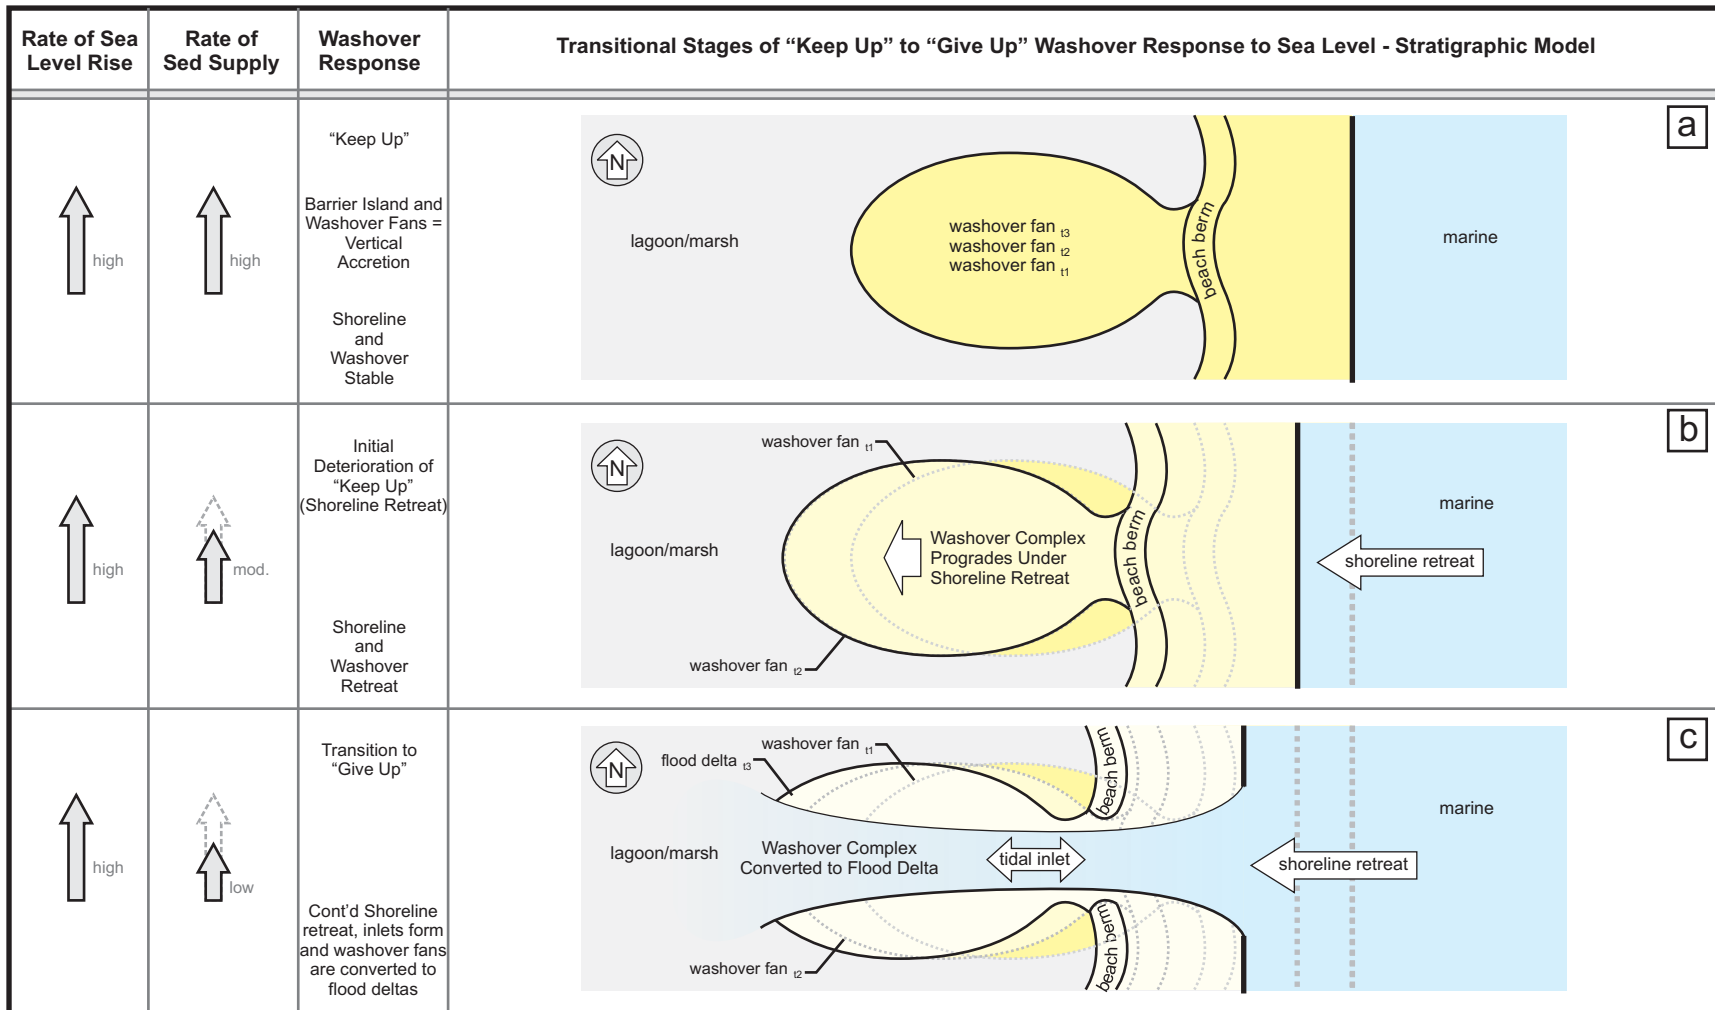 Rate of Sea
Level Rise
Rate of
Sed Supply
Washover
Response
Transitional Stages of “Keep Up” to “Give Up” Washover Response to Sea Level - Stratigraphic Model
high
high
“Keep Up”
Barrier Island and
Washover Fans =
Vertical
Accretion
Shoreline
and
Washover
Stable
a
N
lagoon/marsh
washover fan t3
washover fan t2
washover fan t1
beach berm
marine
high
mod.
Initial
Deterioration of
“Keep Up”
(Shoreline Retreat)
Shoreline
and
Washover
Retreat
b
N
washover fan t1
lagoon/marsh
Washover Complex
Progrades Under
Shoreline Retreat
beach berm
marine
shoreline retreat
washover fan t2
high
low
Transition to
“Give Up”
Cont’d Shoreline
retreat, inlets form
and washover fans
are converted to
flood deltas
c
N
washover fan t1
flood delta t3
beach berm
marine
lagoon/marsh
Washover Complex
Converted to Flood Delta
tidal inlet
shoreline retreat
beach berm
washover fan t2